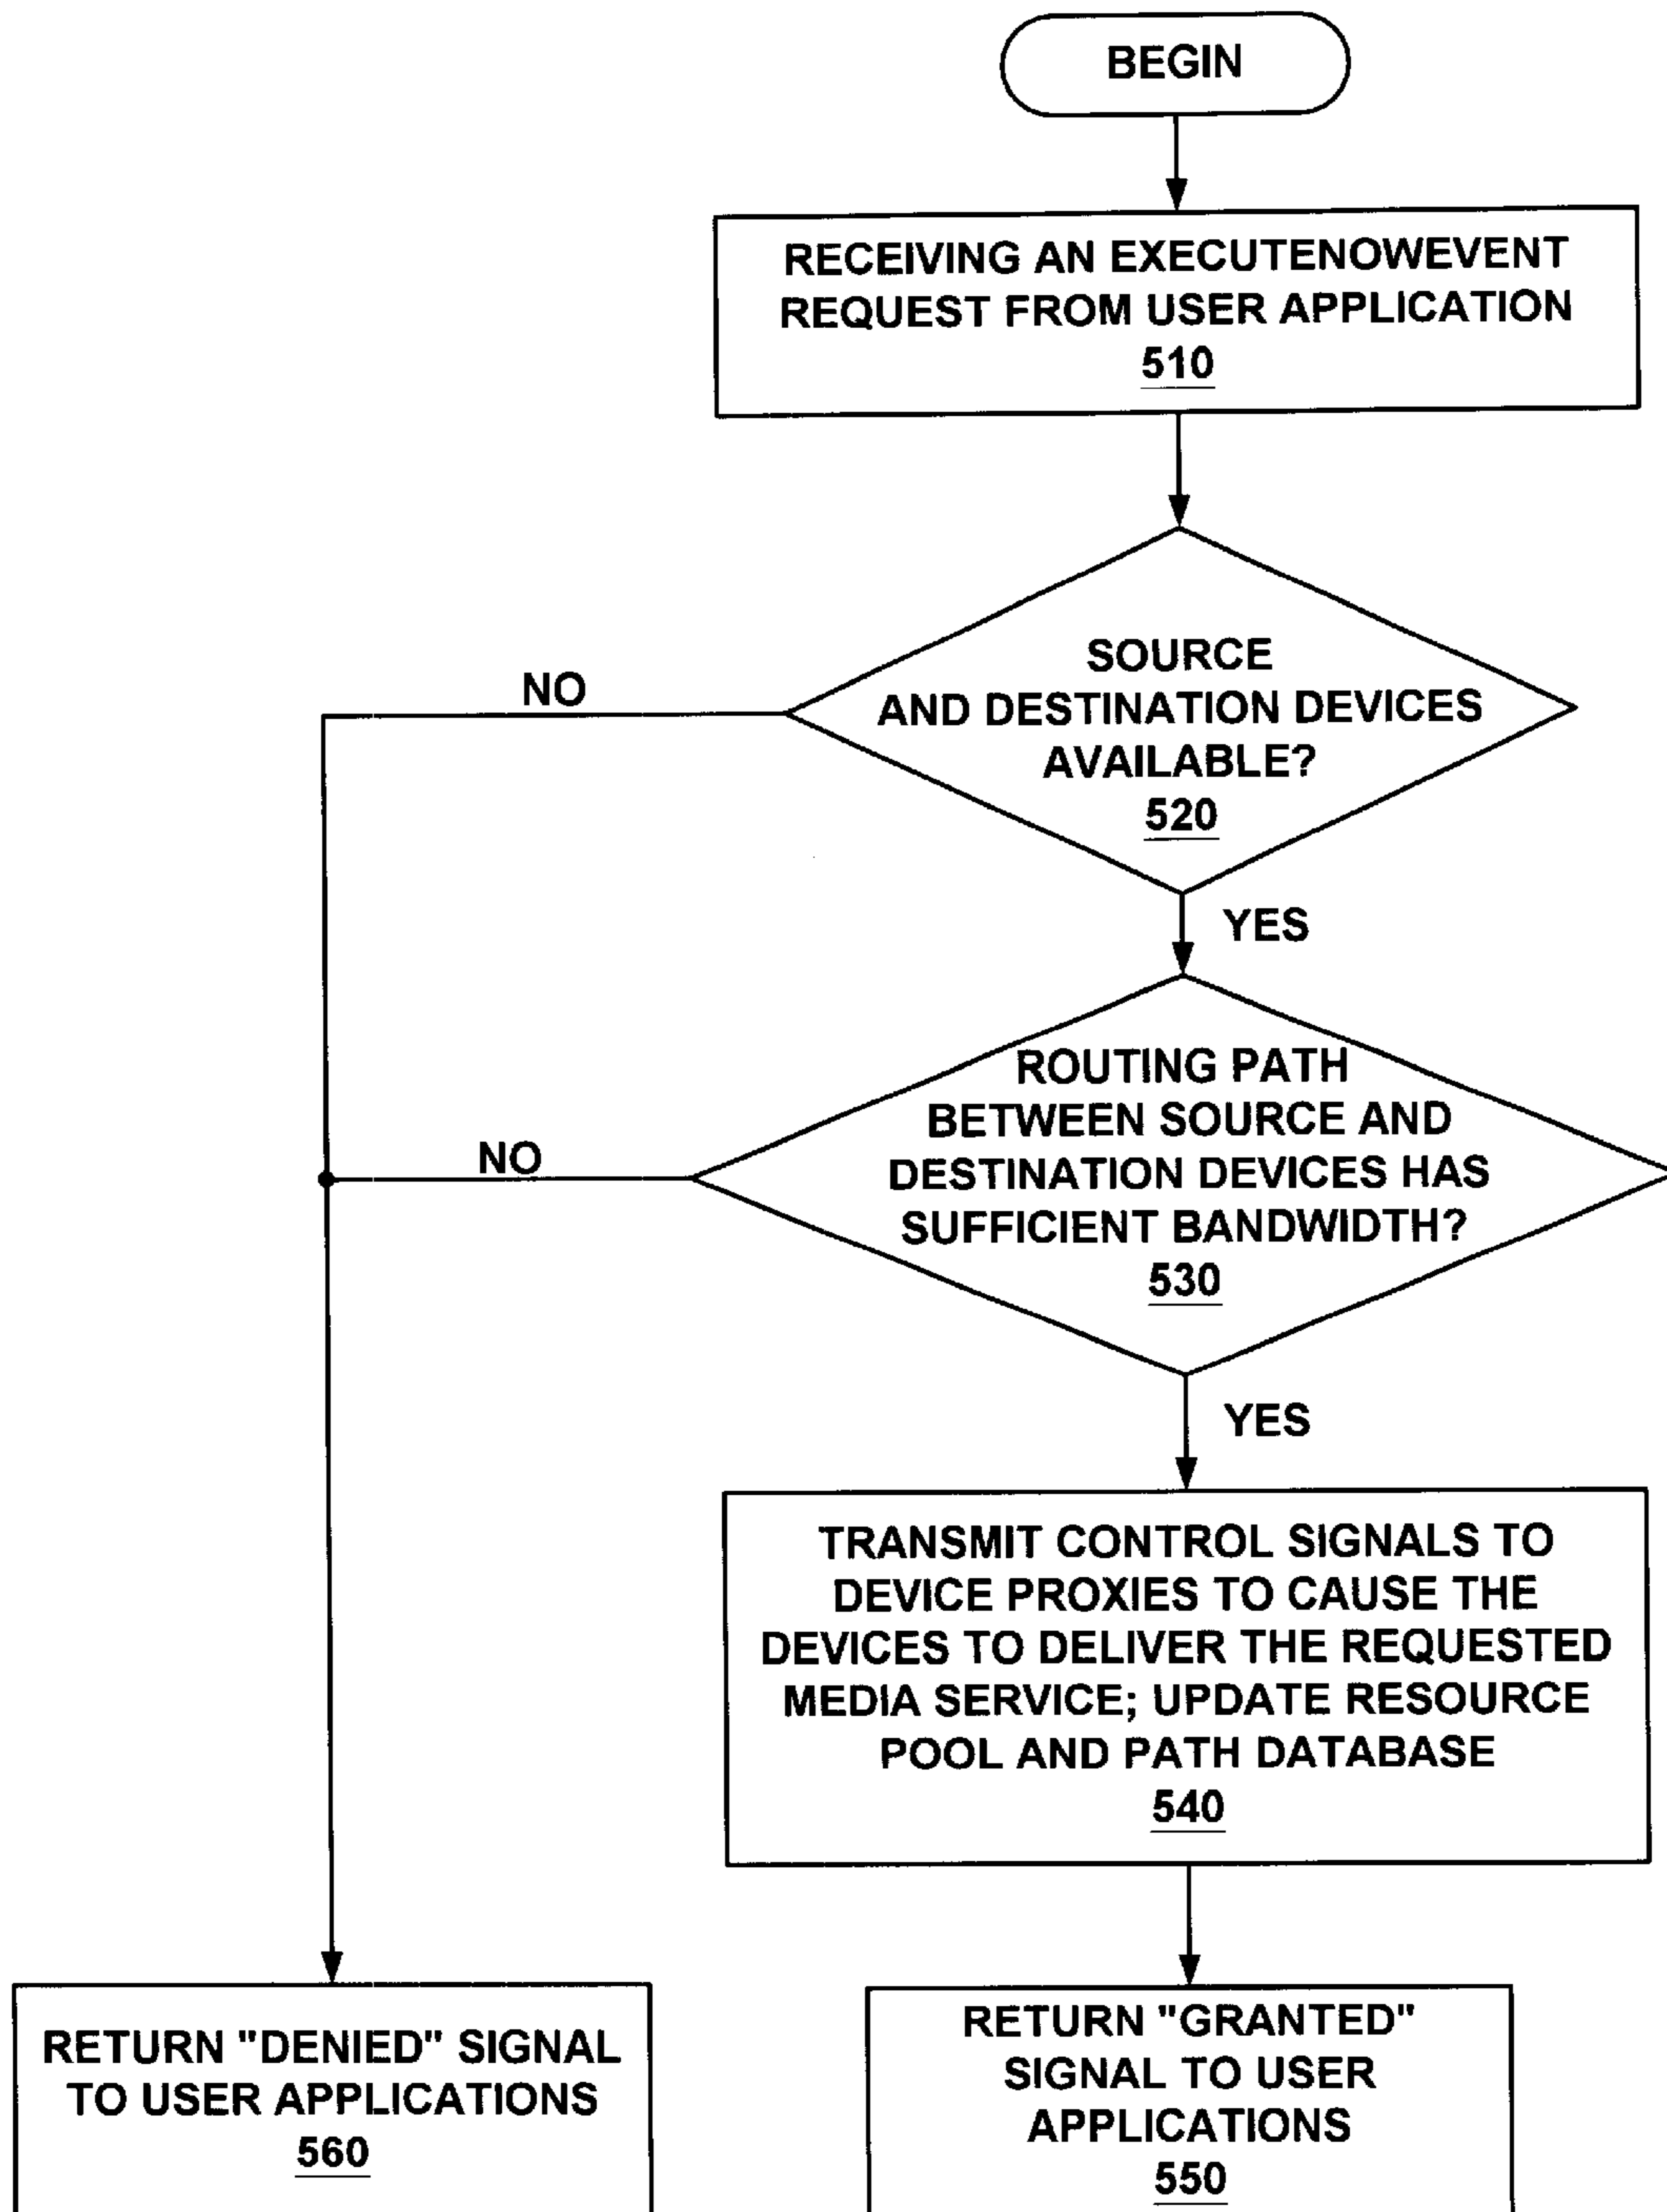 BEGIN
RECEIVING AN EXECUTENOWEVENT
REQUEST FROM USER APPLICATION
510
SOURCE
AND DESTINATION DEVICES
AVAILABLE?
520
NO
YES
ROUTING PATH
BETWEEN SOURCE AND
DESTINATION DEVICES HAS
SUFFICIENT BANDWIDTH?
530
NO
YES
TRANSMIT CONTROL SIGNALS TO
DEVICE PROXIES TO CAUSE THE
DEVICES TO DELIVER THE REQUESTED
MEDIA SERVICE; UPDATE RESOURCE
POOL AND PATH DATABASE
540
RETURN "DENIED" SIGNAL
TO USER APPLICATIONS
560
RETURN "GRANTED"
SIGNAL TO USER
APPLICATIONS
550